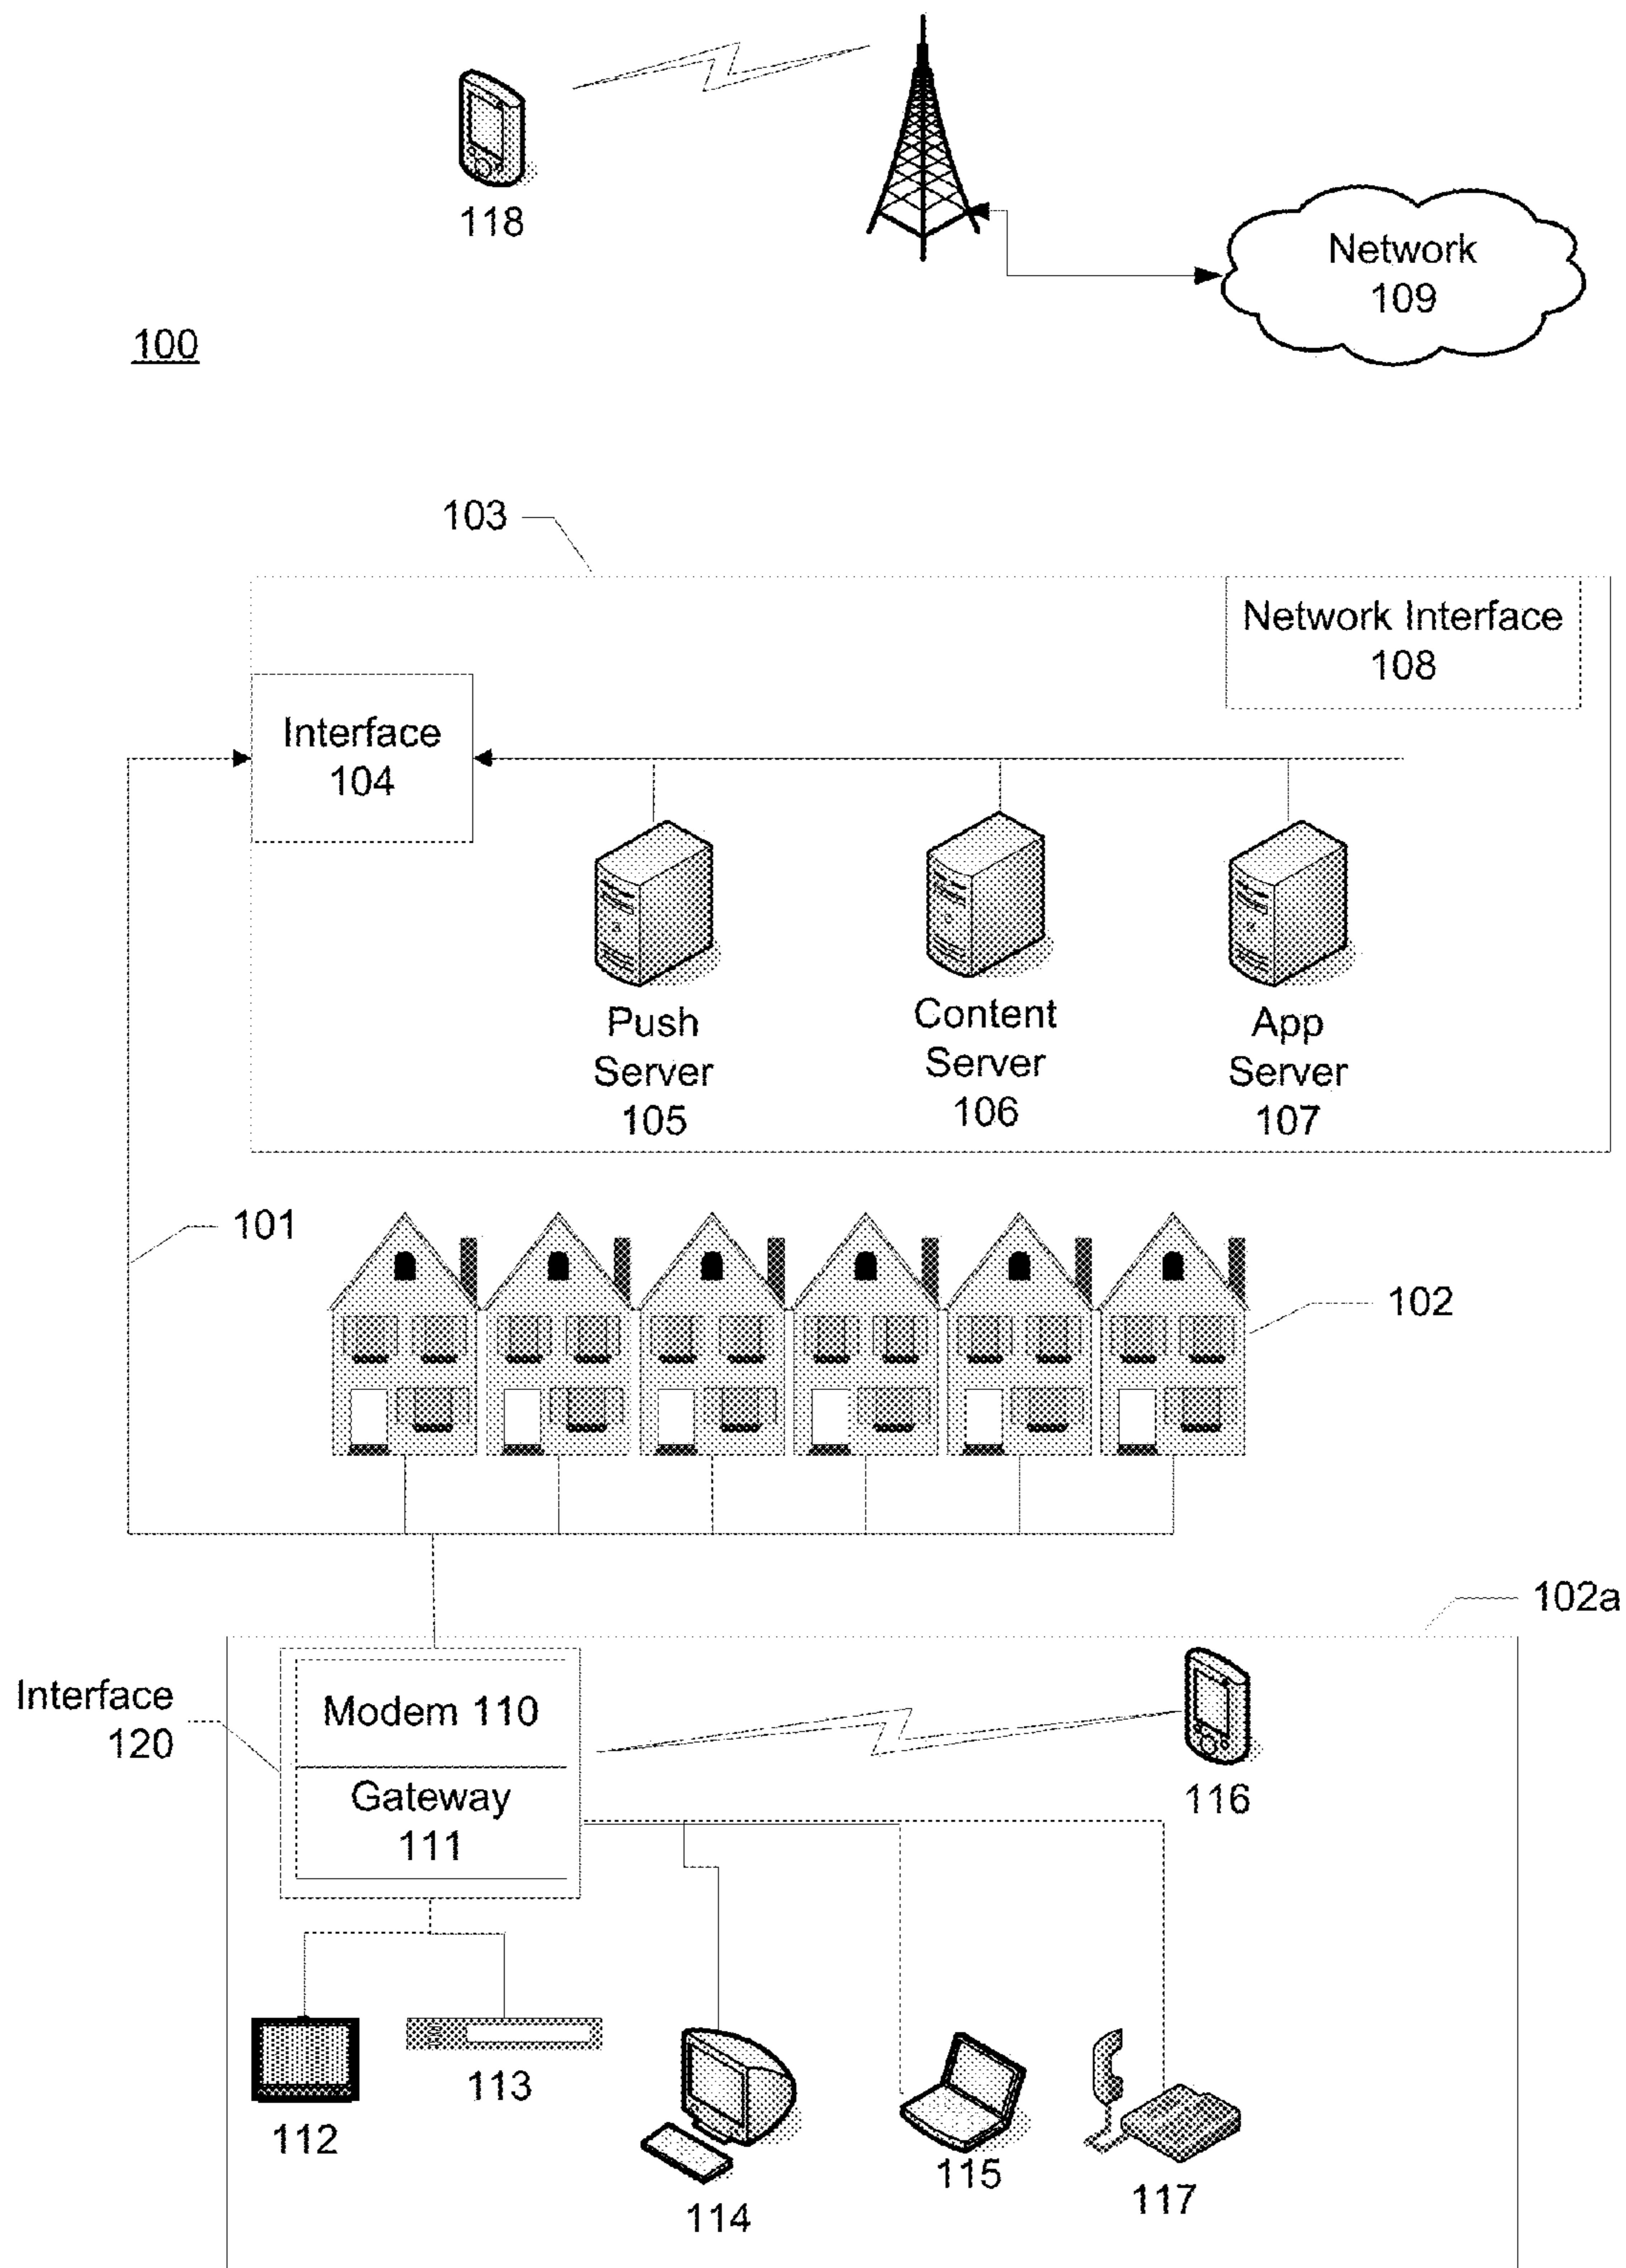 118
Network
109
100
103
Network Interface
108
Interface
104
Push
Server
105
Content
Server
106
App
Server
107
101
102
102a
Interface
120
Modem 110
Gateway
111
116
112
113
114
115
117